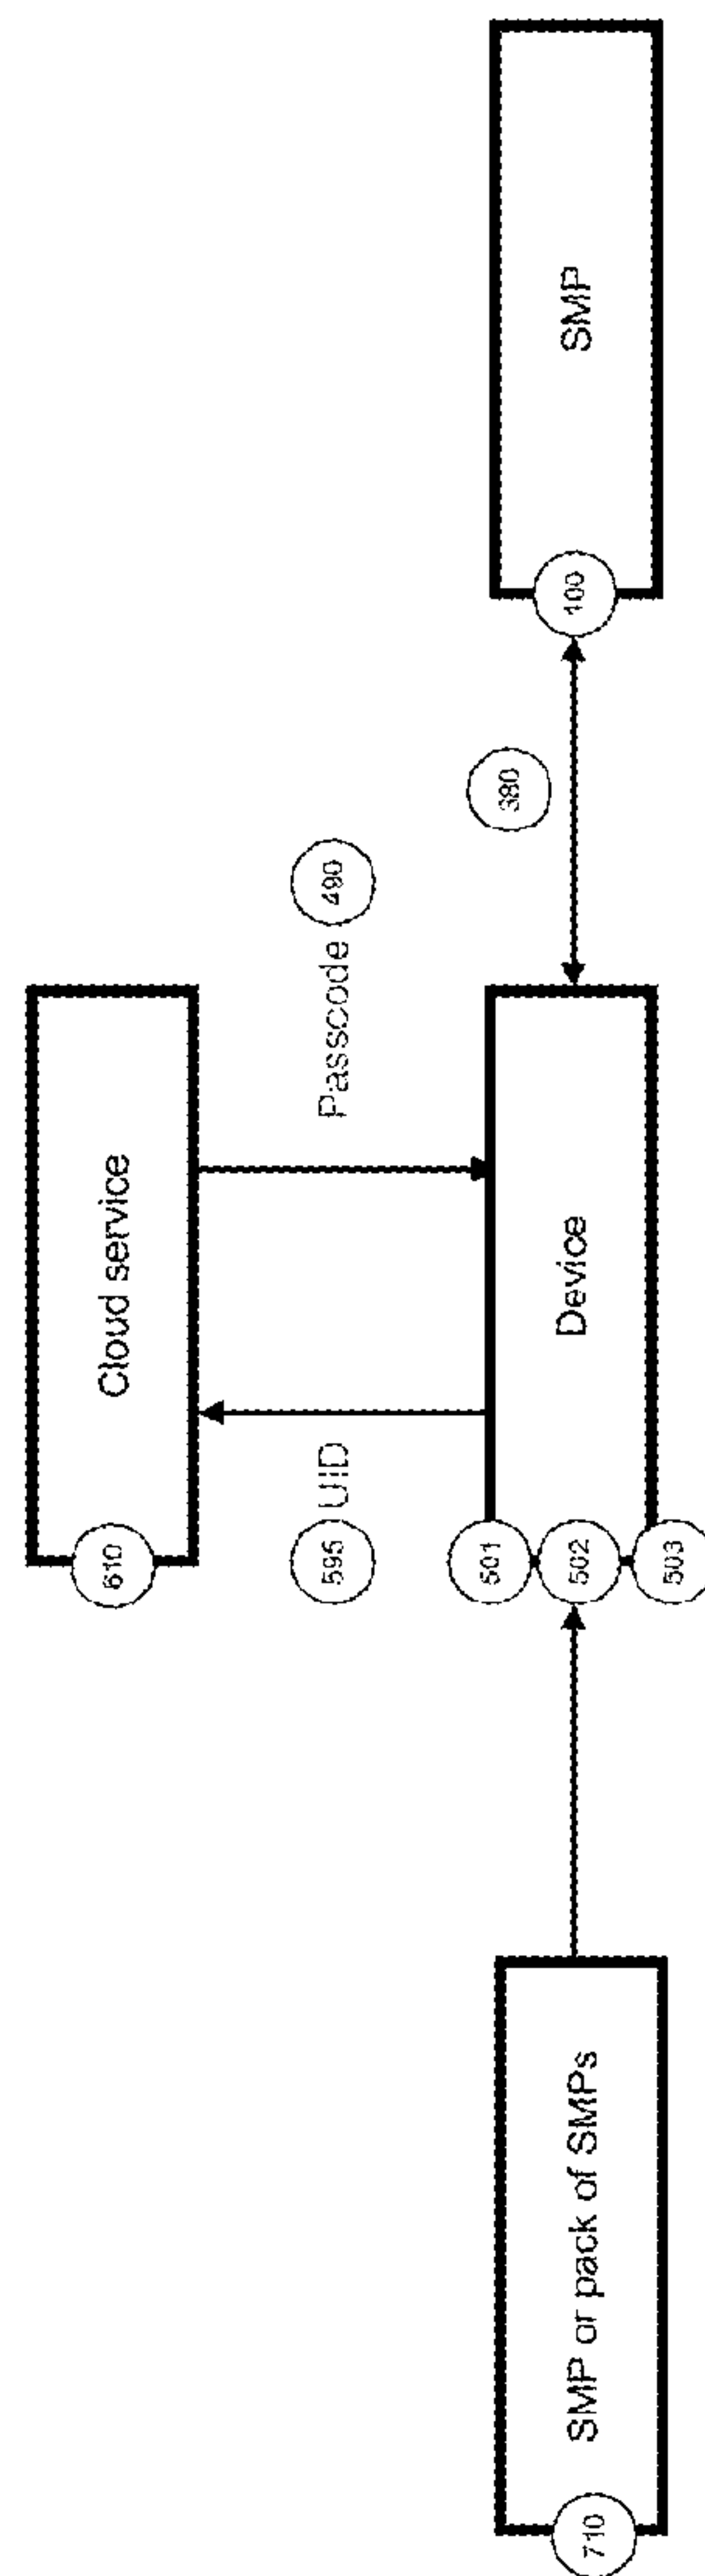 610
Cloud service
595 UID
Passcode 490
380
710
SMP or pack of SMPs
501
502
503
Device
100
SMP